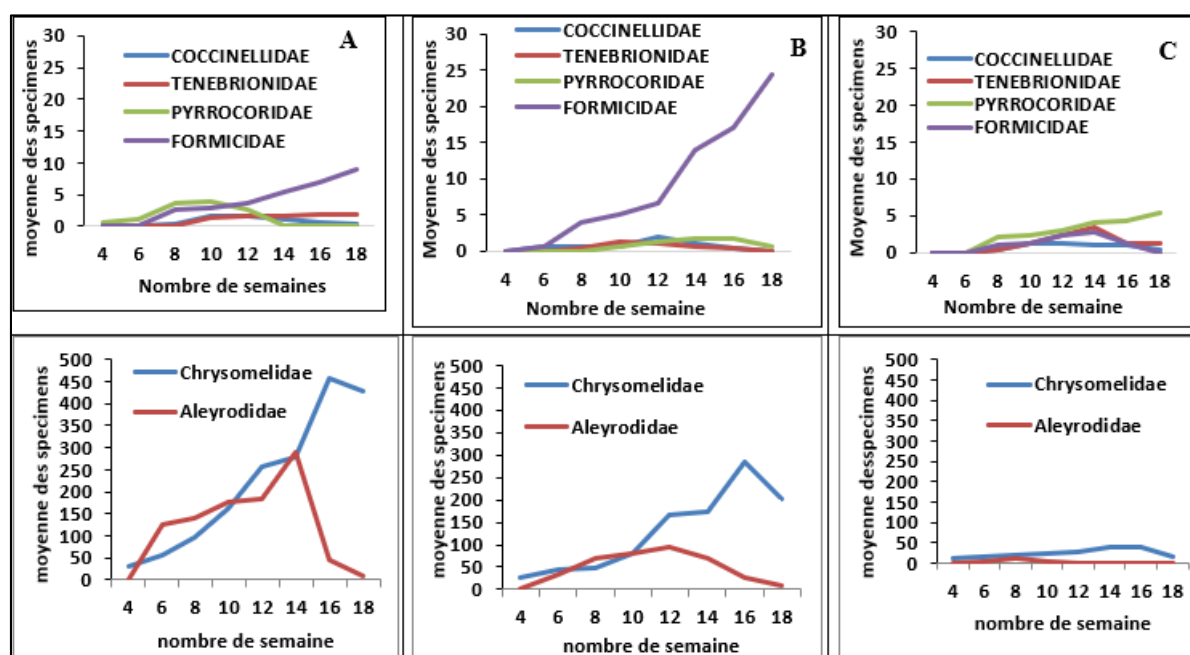 A
moyenne des specimens
30
25
20
15
10
5
0
COCCINELLIDAE
TENEBRIONIDAE
PYRROCORIDAE
FORMICIDAE
4 6 8 10 12 14 16 18
Nombre de semaines
B
Moyenne des specimens
30
25
20
15
10
5
0
COCCINELLIDAE
TENEBRIONIDAE
PYRROCORIDAE
FORMICIDAE
4 6 8 10 12 14 16 18
Nombre de semaine
C
Moyenne des specimens
30
25
20
15
10
5
0
COCCINELLIDAE
TENEBRIONIDAE
PYRROCORIDAE
FORMICIDAE
4 6 8 10 12 14 16 18
Nombre de semaine
moyenne des specimens
500
450
400
350
300
250
200
150
100
50
0
Chrysomelidae
Aleyrodidae
4 6 8 10 12 14 16 18
nombre de semaine
moyenne des specimens
500
450
400
350
300
250
200
150
100
50
0
Chrysomelidae
Aleyrodidae
4 6 8 10 12 14 16 18
nombre de semaine
moyenne desspecimens
500
450
400
350
300
250
200
150
100
50
0
Chrysomelidae
Aleyrodidae
4 6 8 10 12 14 16 18
nombre de semaine